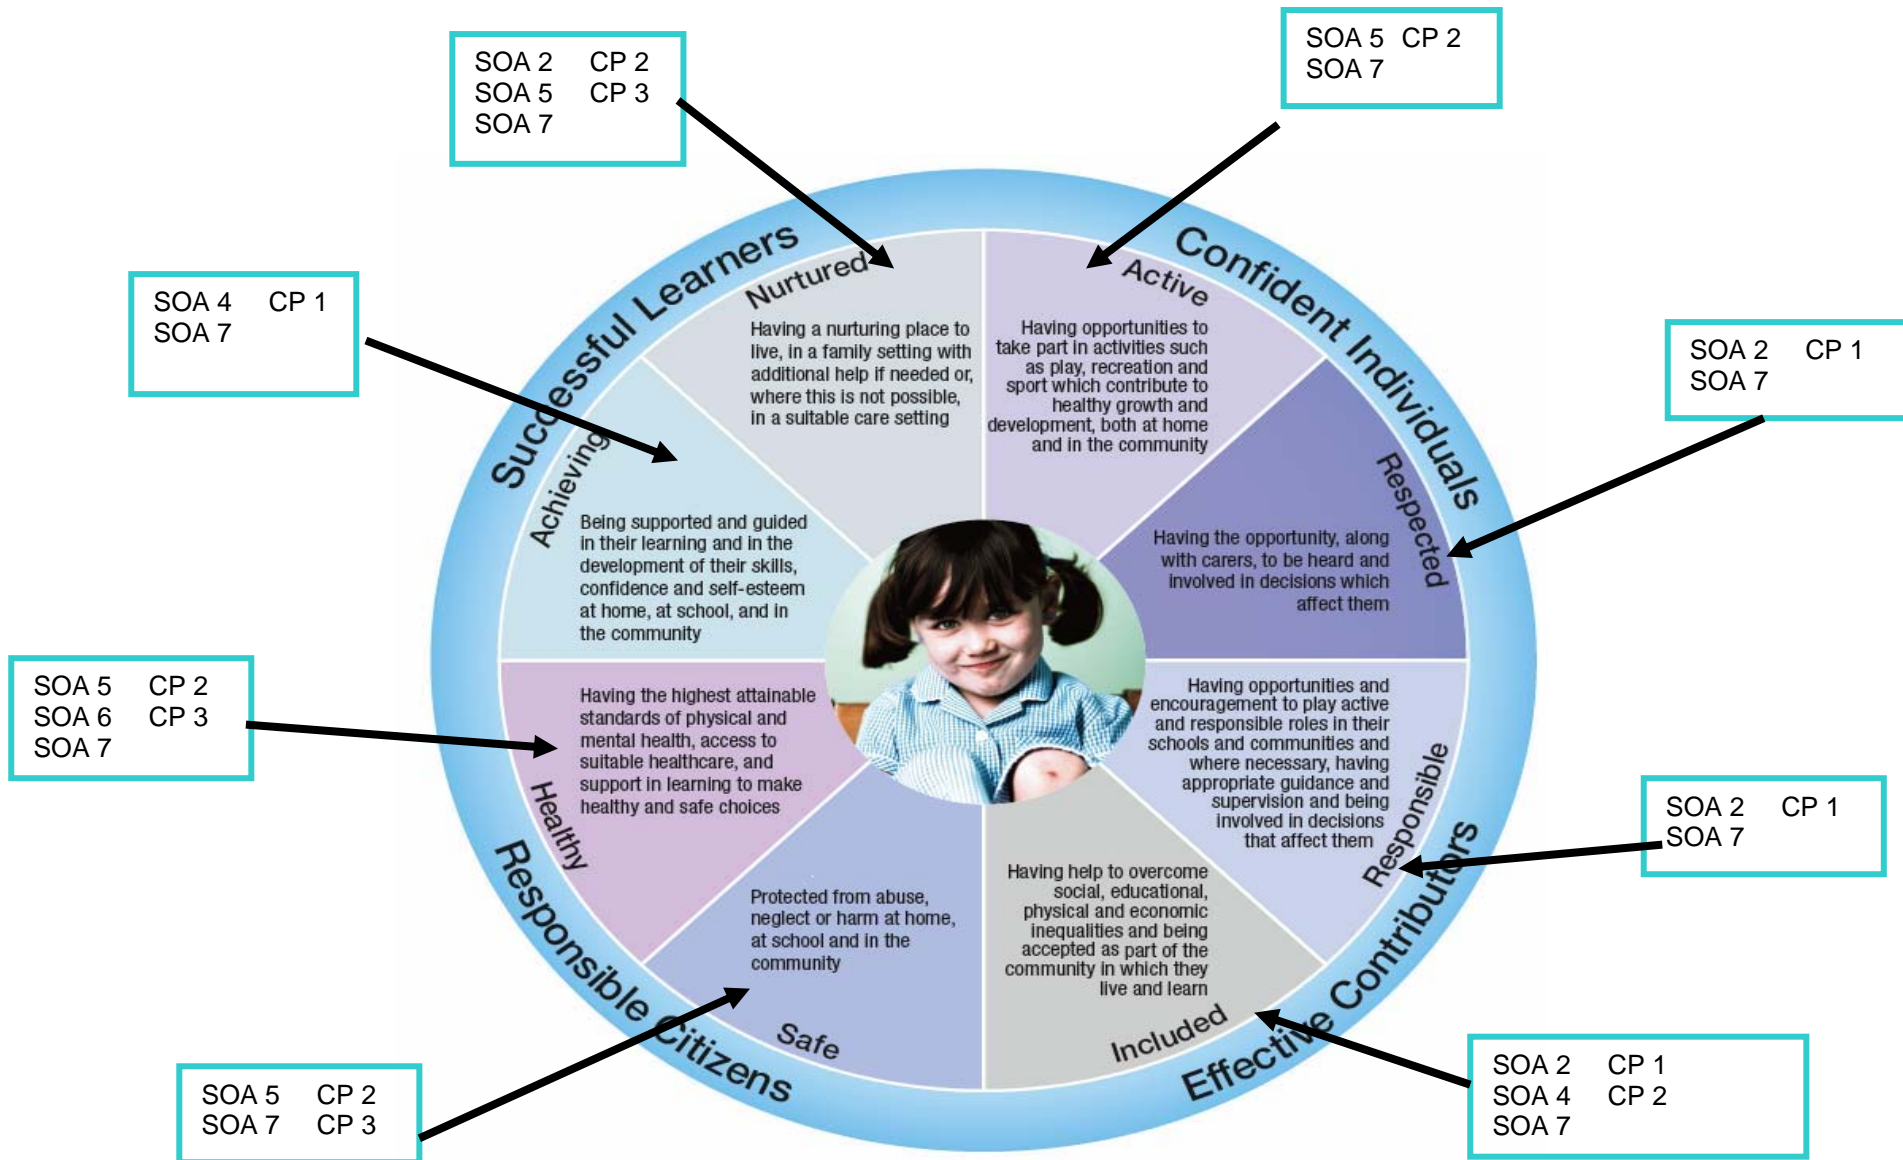 SOA 2 CP 2
SOA 5 CP 3
SOA 7
SOA 5 CP 2
SOA 7
SOA 4 CP 1
SOA 7
SOA 2 CP 1
SOA 7
SOA 5 CP 2
SOA 6 CP 3
SOA 7
SOA 2 CP 1
SOA 7
SOA 5 CP 2
SOA 7 CP 3
SOA 2 CP 1
SOA 4 CP 2
SOA 7
Successful Learners
Confident Individuals
Responsible Citizens
Effective Contributors
Nurtured
Having a nurturing place to
live, in a family setting with
additional help if needed or,
where this is not possible,
in a suitable care setting
Active
Having opportunities to
take part in activities such
as play, recreation and
sport which contribute to
healthy growth and
development, both at home
and in the community
Achieving
Being supported and guided
in their learning and in the
development of their skills,
confidence and self-esteem
at home, at school, and in
the community
Respected
Having the opportunity, along
with carers, to be heard and
involved in decisions which
affect them
Healthy
Having the highest attainable
standards of physical and
mental health, access to
suitable healthcare, and
support in learning to make
healthy and safe choices
Responsible
Having opportunities and
encouragement to play active
and responsible roles in their
schools and communities and
where necessary, having
appropriate guidance and
supervision and being
involved in decisions
that affect them
Safe
Protected from abuse,
neglect or harm at home,
at school and in the
community
Included
Having help to overcome
social, educational,
physical and economic
inequalities and being
accepted as part of the
community in which they
live and learn